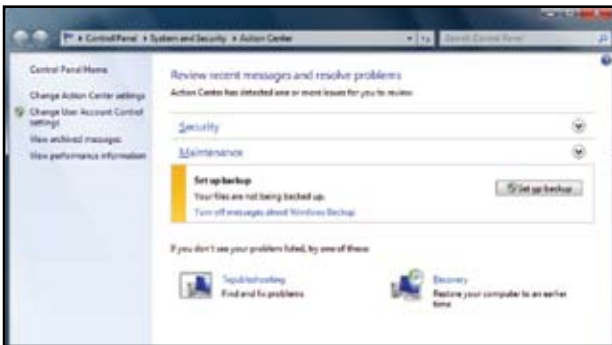 Control Panel ▸ System and Security ▸ Action Center
Search Control Panel
Control Panel Home
Change Action Center settings
Change User Account Control
settings
View archived messages
View performance information
Review recent messages and resolve problems
Action Center has detected one or more issues for you to review.
Security
Maintenance
Set up backup
Your files are not being backed up.
Set up backup
Turn off messages about Windows Backup
If you don't see your problem listed, try one of these:
Troubleshooting
Find and fix problems
Recovery
Restore your computer to an earlier
time